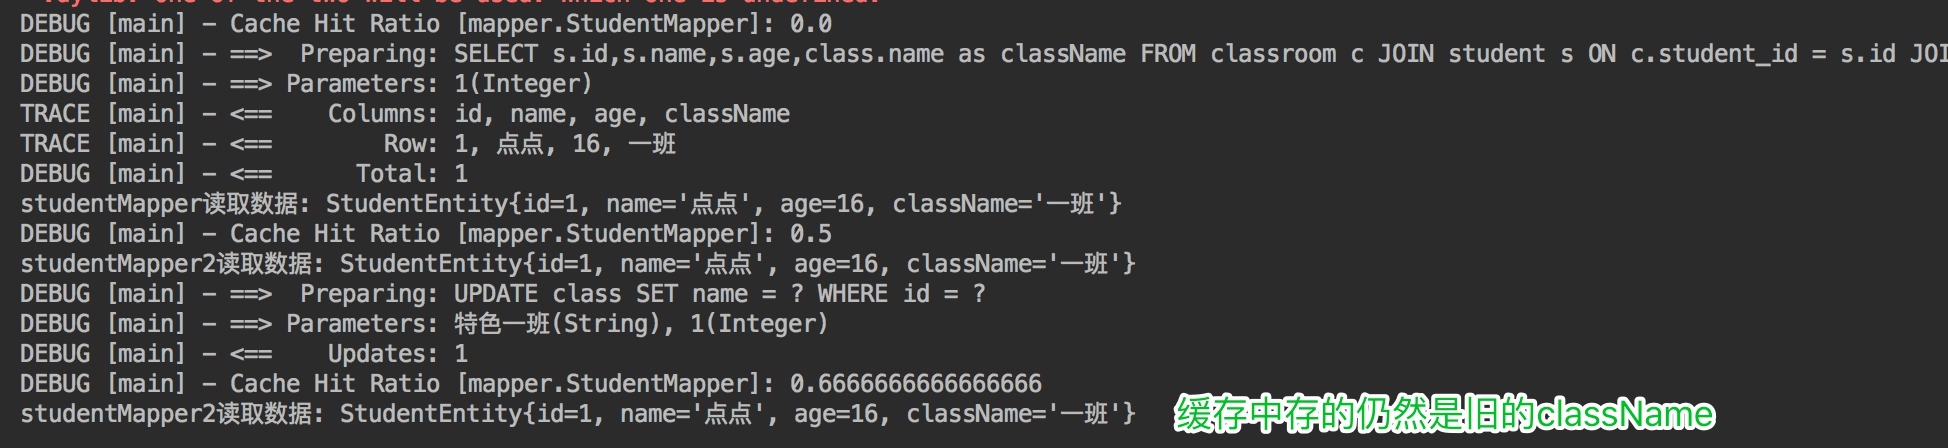 DEBUG [main] - Cache Hit Ratio [mapper.StudentMapper]: 0.0
DEBUG [main] - ==>  Preparing: SELECT s.id,s.name,s.age,class.name as className FROM classroom c JOIN student s ON c.student_id = s.id JOI
DEBUG [main] - ==> Parameters: 1(Integer)
TRACE [main] - <==    Columns: id, name, age, className
TRACE [main] - <==        Row: 1, 点点, 16, 一班
DEBUG [main] - <==      Total: 1
studentMapper读取数据: StudentEntity{id=1, name='点点', age=16, className='一班'}
DEBUG [main] - Cache Hit Ratio [mapper.StudentMapper]: 0.5
studentMapper2读取数据: StudentEntity{id=1, name='点点', age=16, className='一班'}
DEBUG [main] - ==>  Preparing: UPDATE class SET name = ? WHERE id = ?
DEBUG [main] - ==> Parameters: 特色一班(String), 1(Integer)
DEBUG [main] - <==    Updates: 1
DEBUG [main] - Cache Hit Ratio [mapper.StudentMapper]: 0.6666666666666666
studentMapper2读取数据: StudentEntity{id=1, name='点点', age=16, className='一班'} 缓存中存的仍然是旧的className